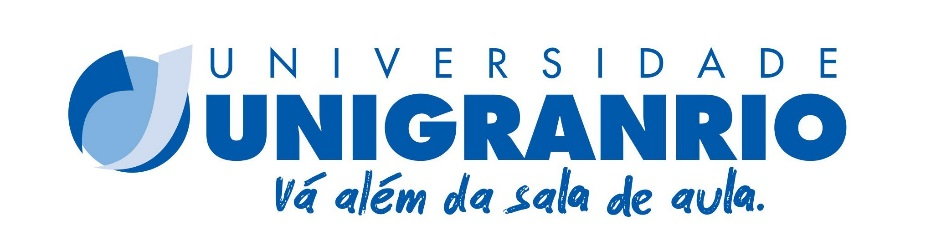 UNIVERSIDADE
UNIGRANRIO
Vá além da sala de aula.